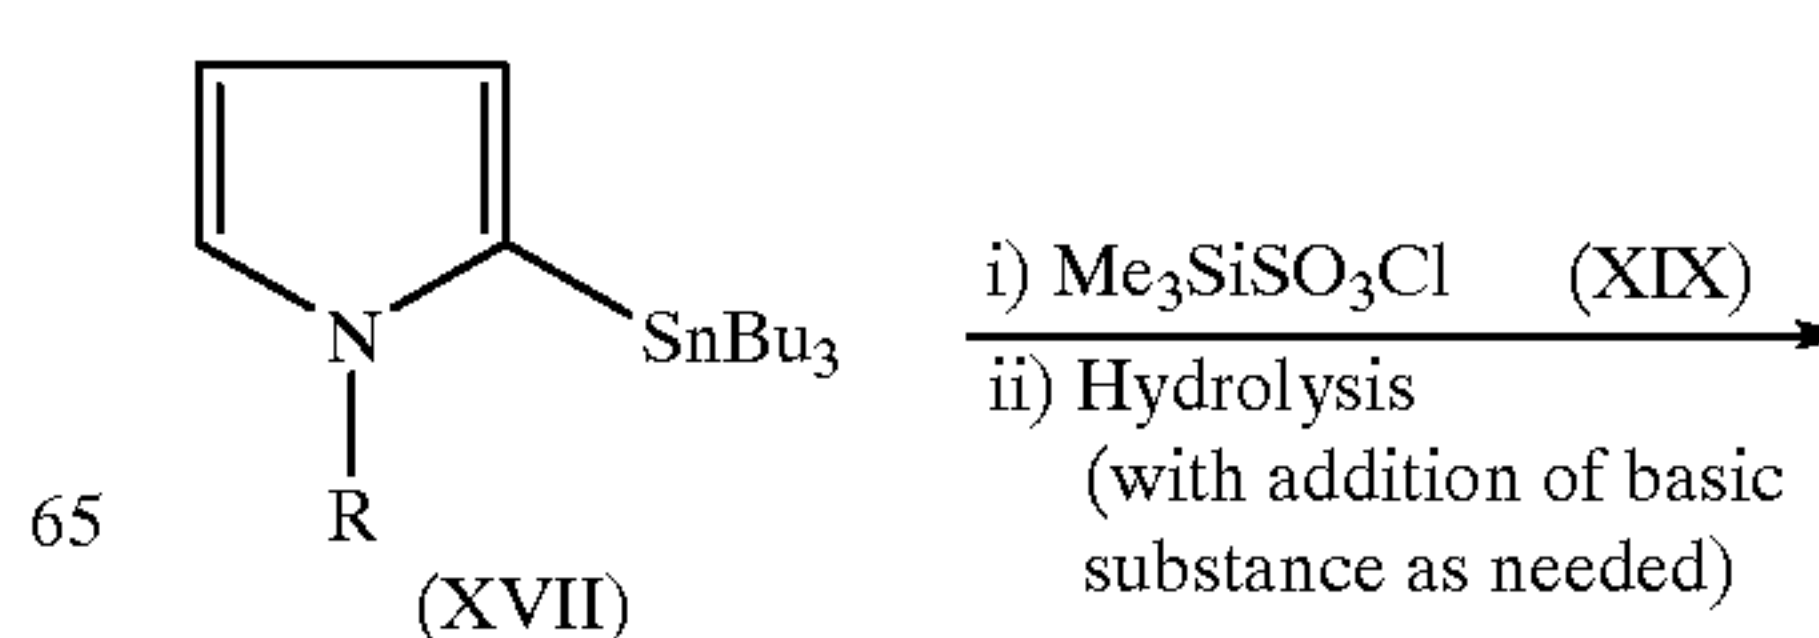 i) Me₃SiSO₃Cl (XIX)
N
SnBu₃
ii) Hydrolysis
(with addition of basic
65
R
substance as needed)
(XVII)